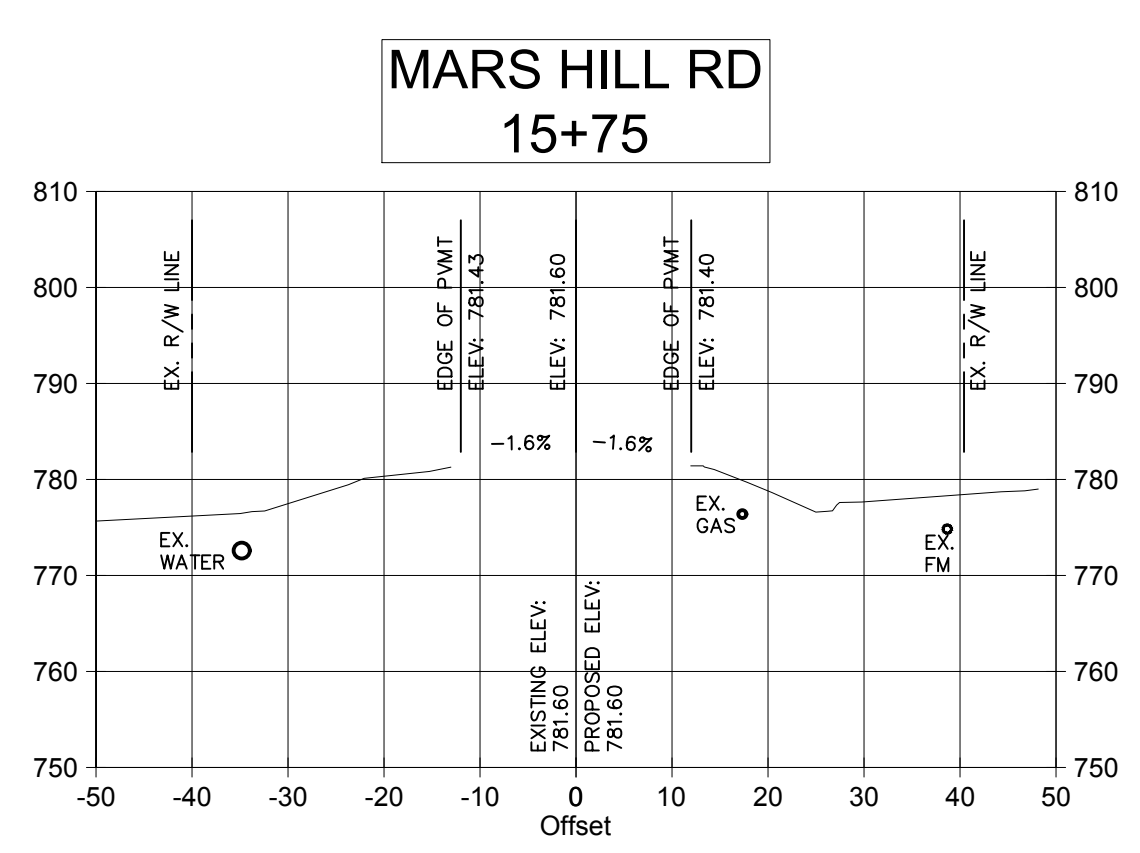 MARS HILL RD
15+75
810
810
800
800
790
790
780
780
770
770
760
760
750
750
EX. R/W LINE
EDGE OF PVMT
ELEV: 781.43
ELEV: 781.60
EDGE OF PVMT
ELEV: 781.40
EX. R/W LINE
-1.6%
-1.6%
EX.
WATER
EX.
GAS
EX.
FM
EXISTING ELEV:
781.60
PROPOSED ELEV:
781.60
-50 -40 -30 -20 -10 0 10 20 30 40 50
Offset